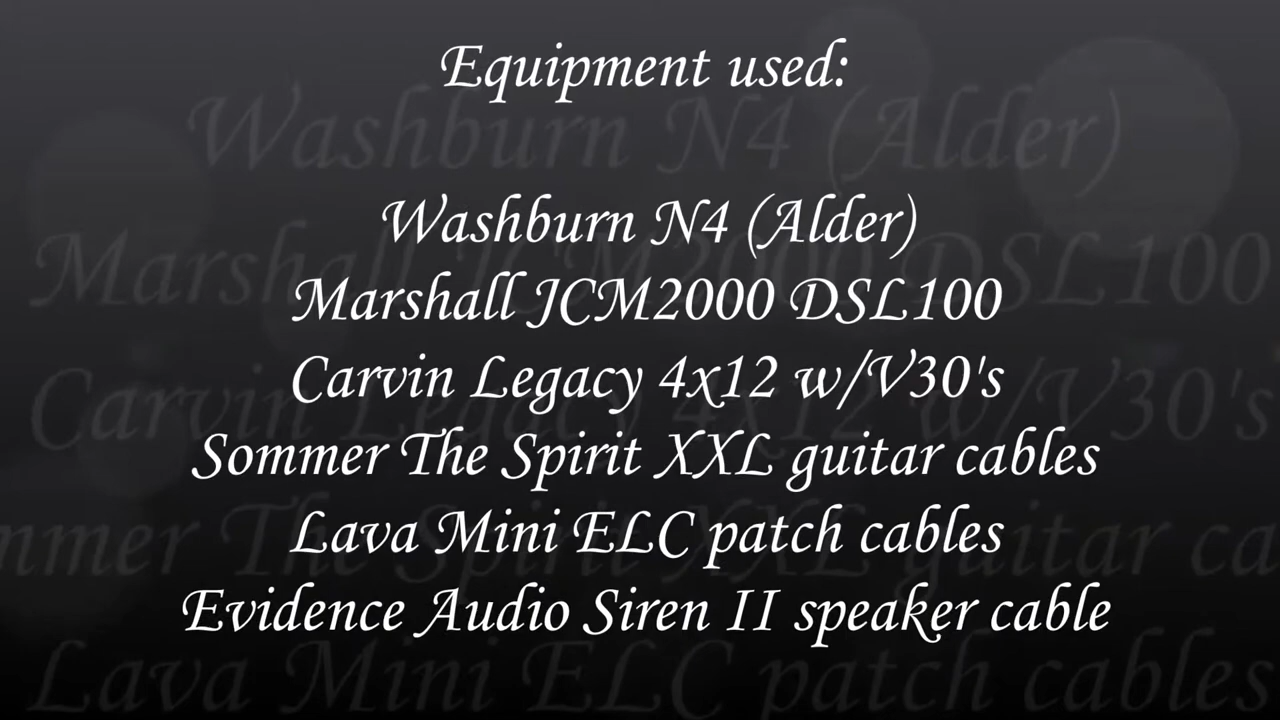 Equipment used:
Washburn N4 (Alder)
Marshall JCM2000 DSL100
Carvin Legacy 4x12 w/V30's
Sommer The Spirit XXL guitar cables
Lava Mini ELC patch cables
Evidence Audio Siren II speaker cable